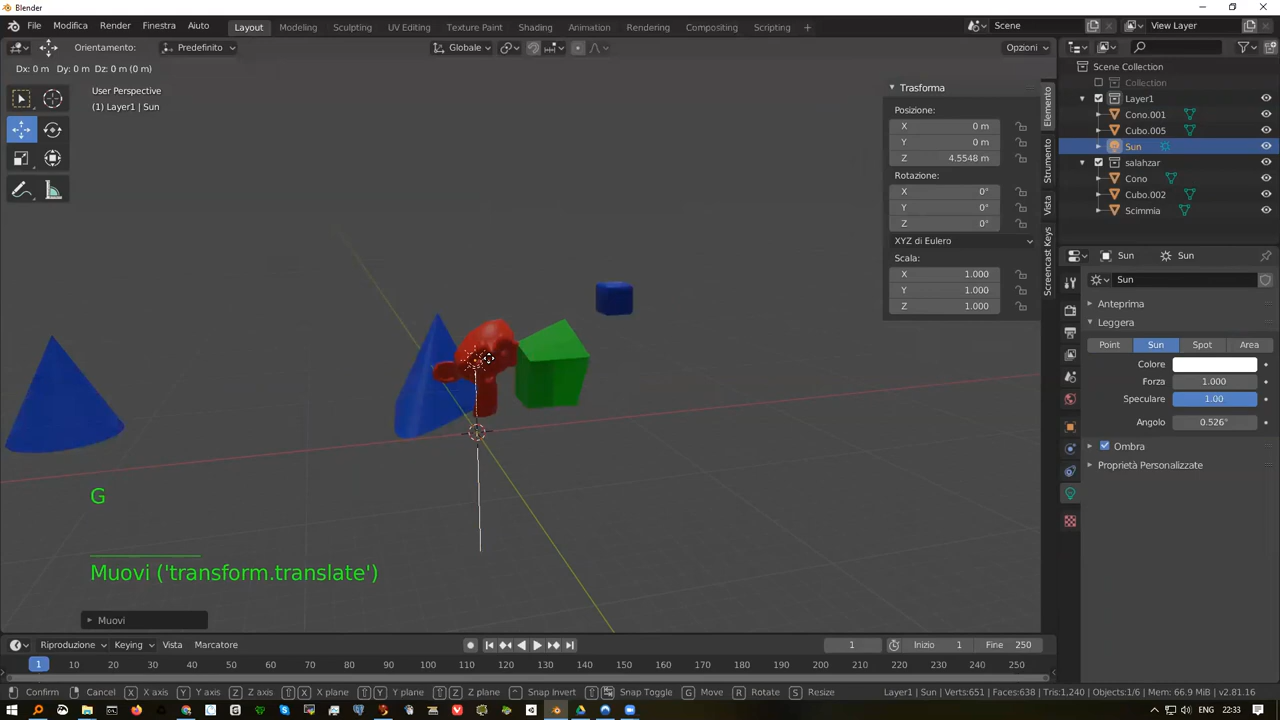 Blender
File Modifica Render Finestra Aiuto Layout Modeling Sculpting UV Editing Texture Paint Shading Animation Rendering Compositing Scripting + Scene View Layer
Orientamento: Predefinito Globale Opzioni
Dx: 0 m Dy: 0 m Dz: 0 m (0 m)
User Perspective
(1) Layer1 | Sun
Trasforma
Posizione:
X 0 m
Y 0 m
Z 4.5548 m
Rotazione:
X 0°
Y 0°
Z 0°
XYZ di Eulero
Scala:
X 1.000
Y 1.000
Z 1.000
Elemento
Strumento
Vista
Screencast Keys
Scene Collection
Collection
Layer1
Cono.001
Cubo.005
Sun
salahzar
Cono
Cubo.002
Scimmia
Sun Sun
Sun
Anteprima
Leggera
Point Sun Spot Area
Colore
Forza 1.000
Speculare 1.00
Angolo 0.526°
Ombra
Proprietà Personalizzate
G
Muovi ('transform.translate')
Muovi
Riproduzione Keying Vista Marcatore 1 Inizio 1 Fine 250
1 10 20 30 40 50 60 70 80 90 100 110 120 130 140 150 160 170 180 190 200 210 220 230 240 250
Confirm Cancel X X axis Y Y axis Z Z axis X X plane Y Y plane Z Z plane Snap Invert Snap Toggle G Move R Rotate S Resize Layer1 | Sun | Verts:651 | Faces:638 | Tris:1,240 | Objects:1/6 | Mem: 66.9 MiB | v2.81.16
ENG 22:33